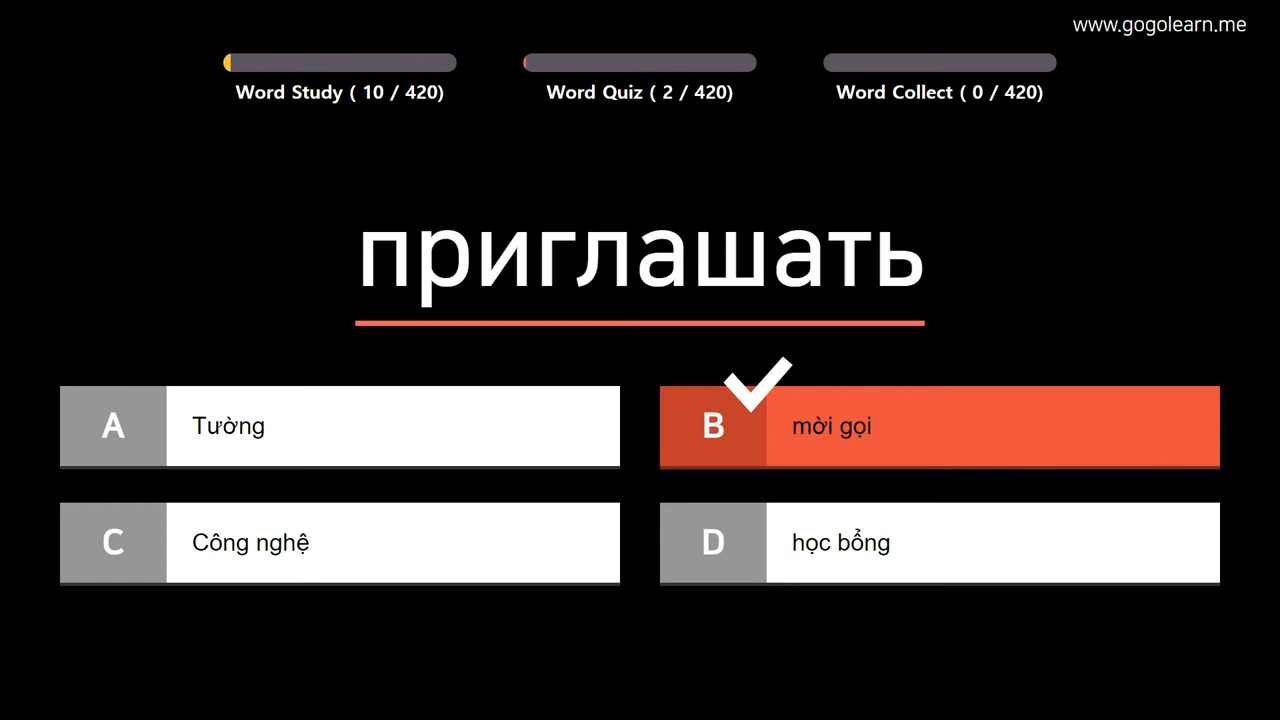 www.gogolearn.me
Word Study ( 10 / 420)
Word Quiz ( 2 / 420)
Word Collect ( 0 / 420)
приглашать
A Tường
B mời gọi
C Công nghệ
D học bổng